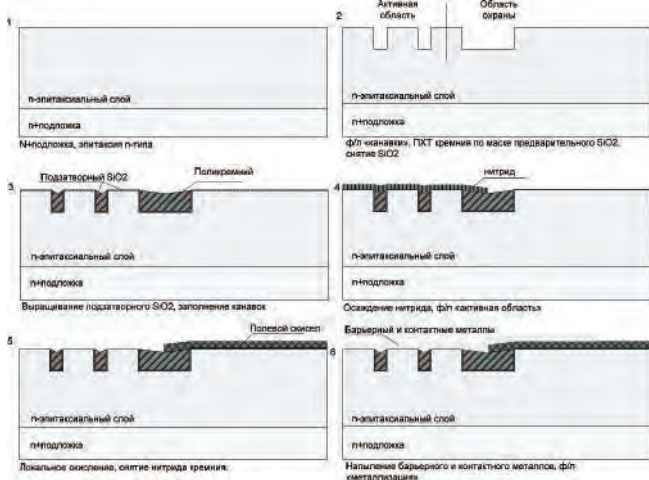 1
n-эпитаксиальный слой
n+подложка
N+подложка, эпитаксия n-типа
2
Активная область
Область охраны
n-эпитаксиальный слой
n+подложка
ф/л «канавки», ПХТ кремния по маске предварительного SiO2,
снятие SiO2
3
Подзатворный SiO2
Поликремний
n-эпитаксиальный слой
n+подложка
Выращивание подзатворного SiO2, заполнение канавок
4
нитрид
n-эпитаксиальный слой
n+подложка
Осаждение нитрида, ф/л «активная область»
5
Полевой окисел
n-эпитаксиальный слой
n+подложка
Локальное окисление, снятие нитрида кремния.
6
Барьерный и контактные металлы
n-эпитаксиальный слой
n+подложка
Напыление барьерного и контактного металлов, ф/л
«металлизация»